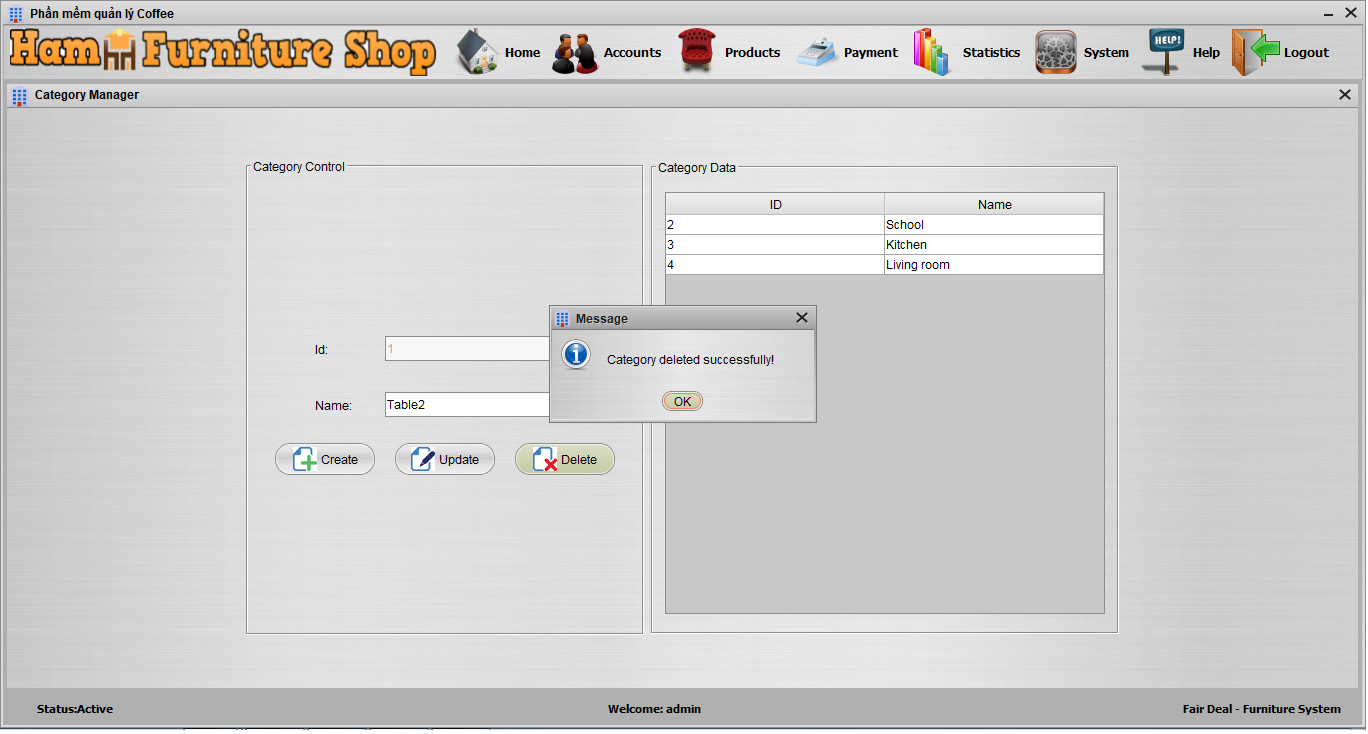 Phần mềm quản lý Coffee
Ham Furniture Shop
Home Accounts Products Payment Statistics System HELP! Help Logout
Category Manager
Category Control
Category Data
ID Name
2 School
3 Kitchen
4 Living room
Message
Category deleted successfully!
OK
Id: 1
Name: Table2
Create Update Delete
Status:Active Welcome: admin Fair Deal - Furniture System